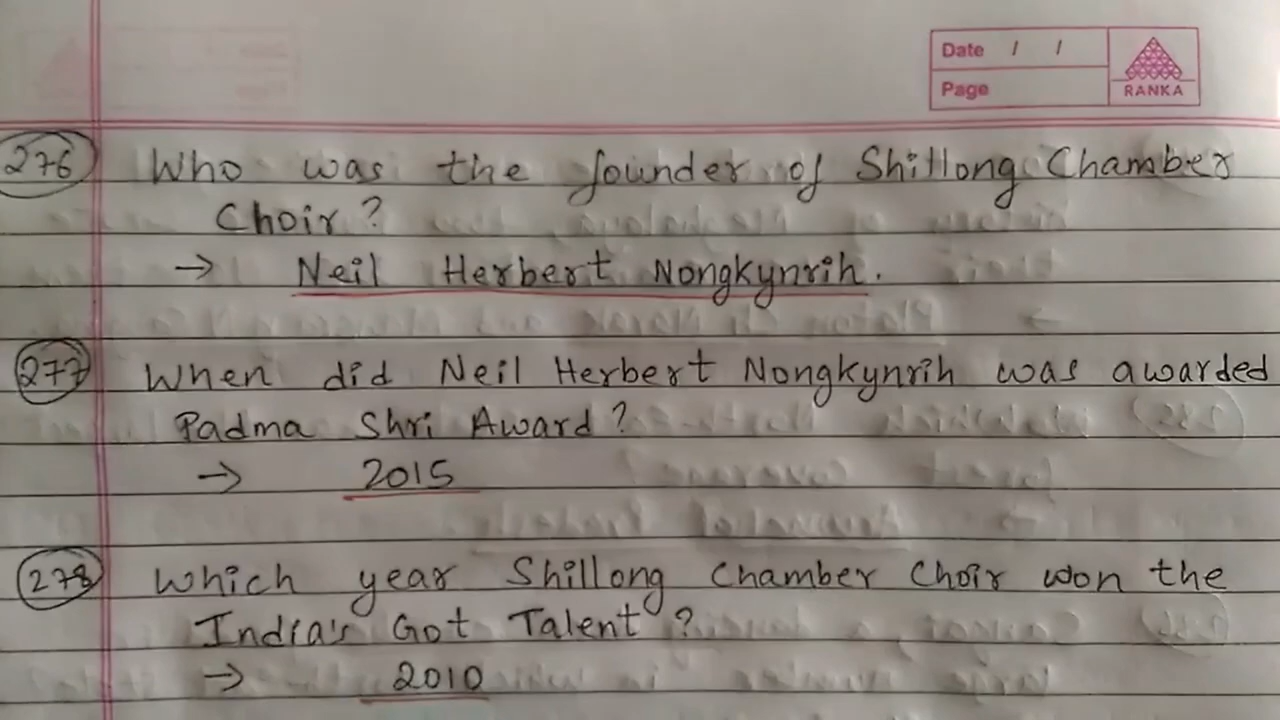 Date / /
Page
RANKA
276 Who was the founder of Shillong Chamber
Choir?
→ Neil Herbert Nongkynrih.
277 When did Neil Herbert Nongkynrih was awarded
Padma Shri Award?
→ 2015
278 Which year Shillong Chamber Choir won the
India's Got Talent?
→ 2010